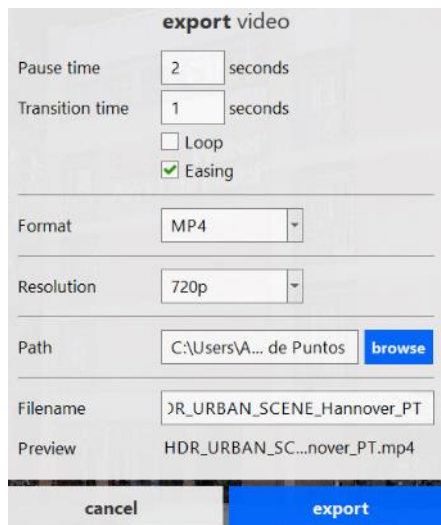 export video
Pause time 2 seconds
Transition time 1 seconds
Loop
Easing
Format MP4
Resolution 720p
Path C:\Users\A... de Puntos browse
Filename DR_URBAN_SCENE_Hannover_PT
Preview HDR_URBAN_SC...nover_PT.mp4
cancel export